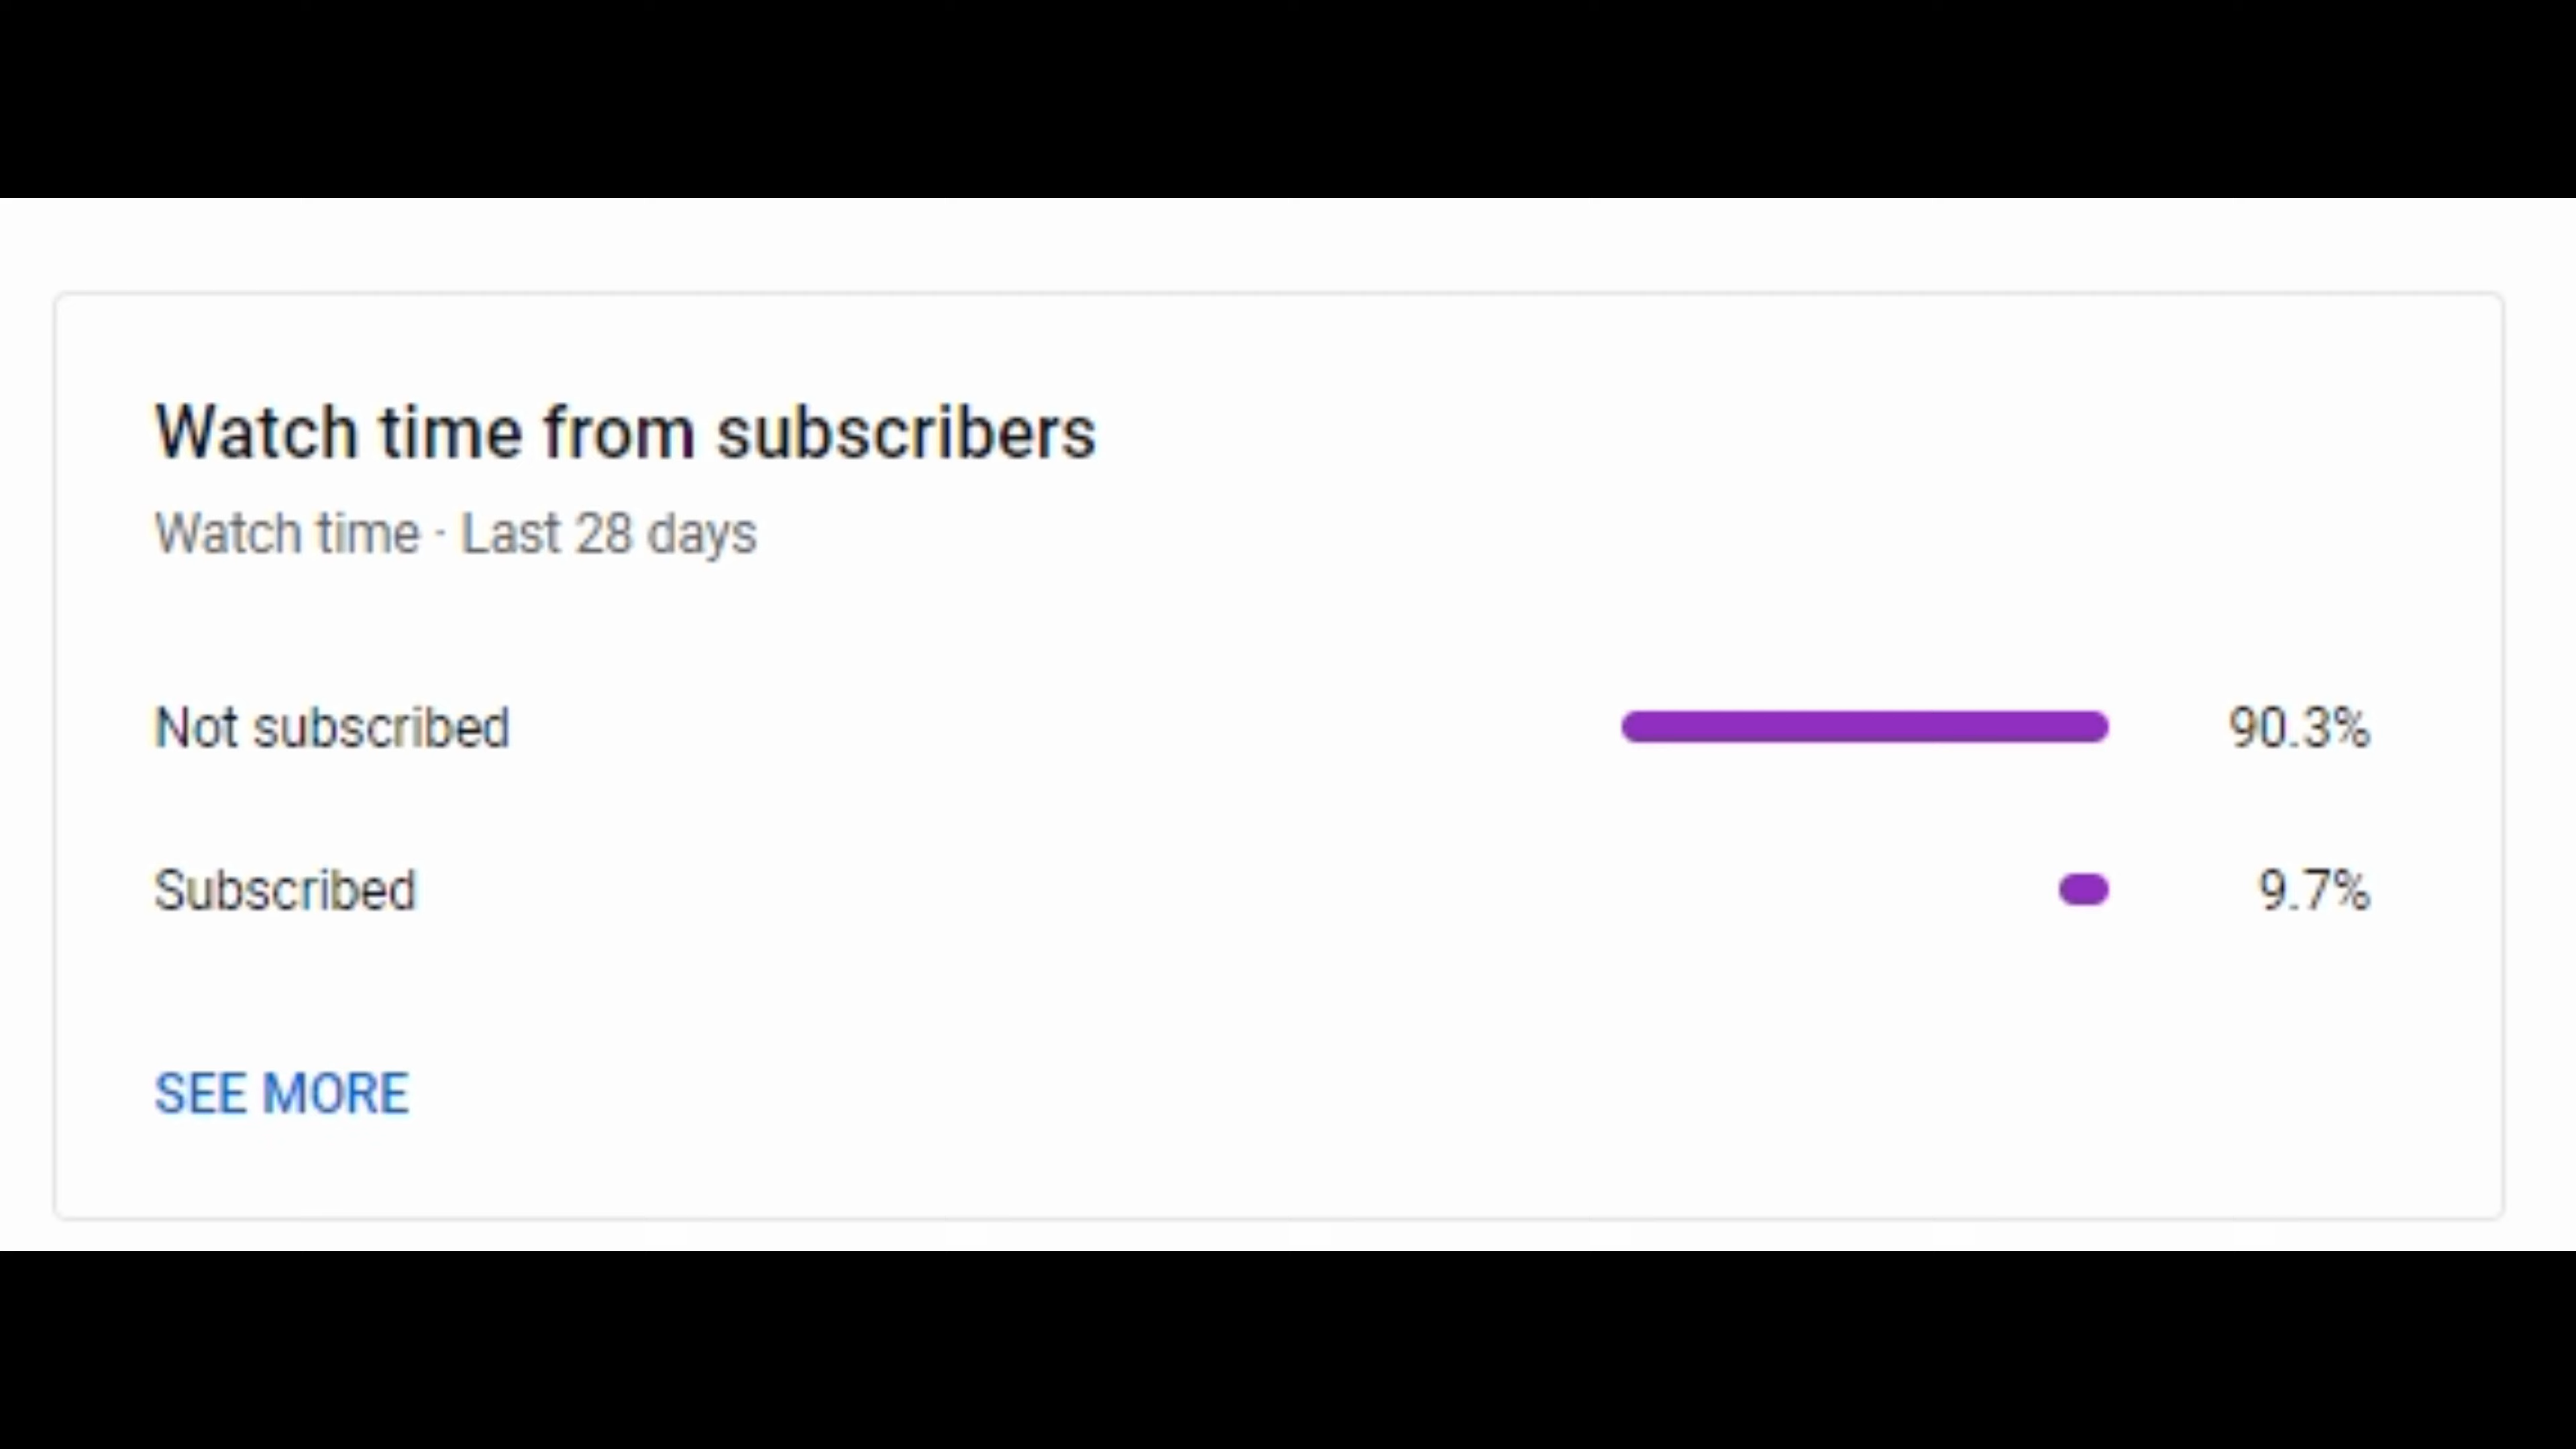 Watch time from subscribers
Watch time · Last 28 days
Not subscribed 90.3%
Subscribed 9.7%
SEE MORE